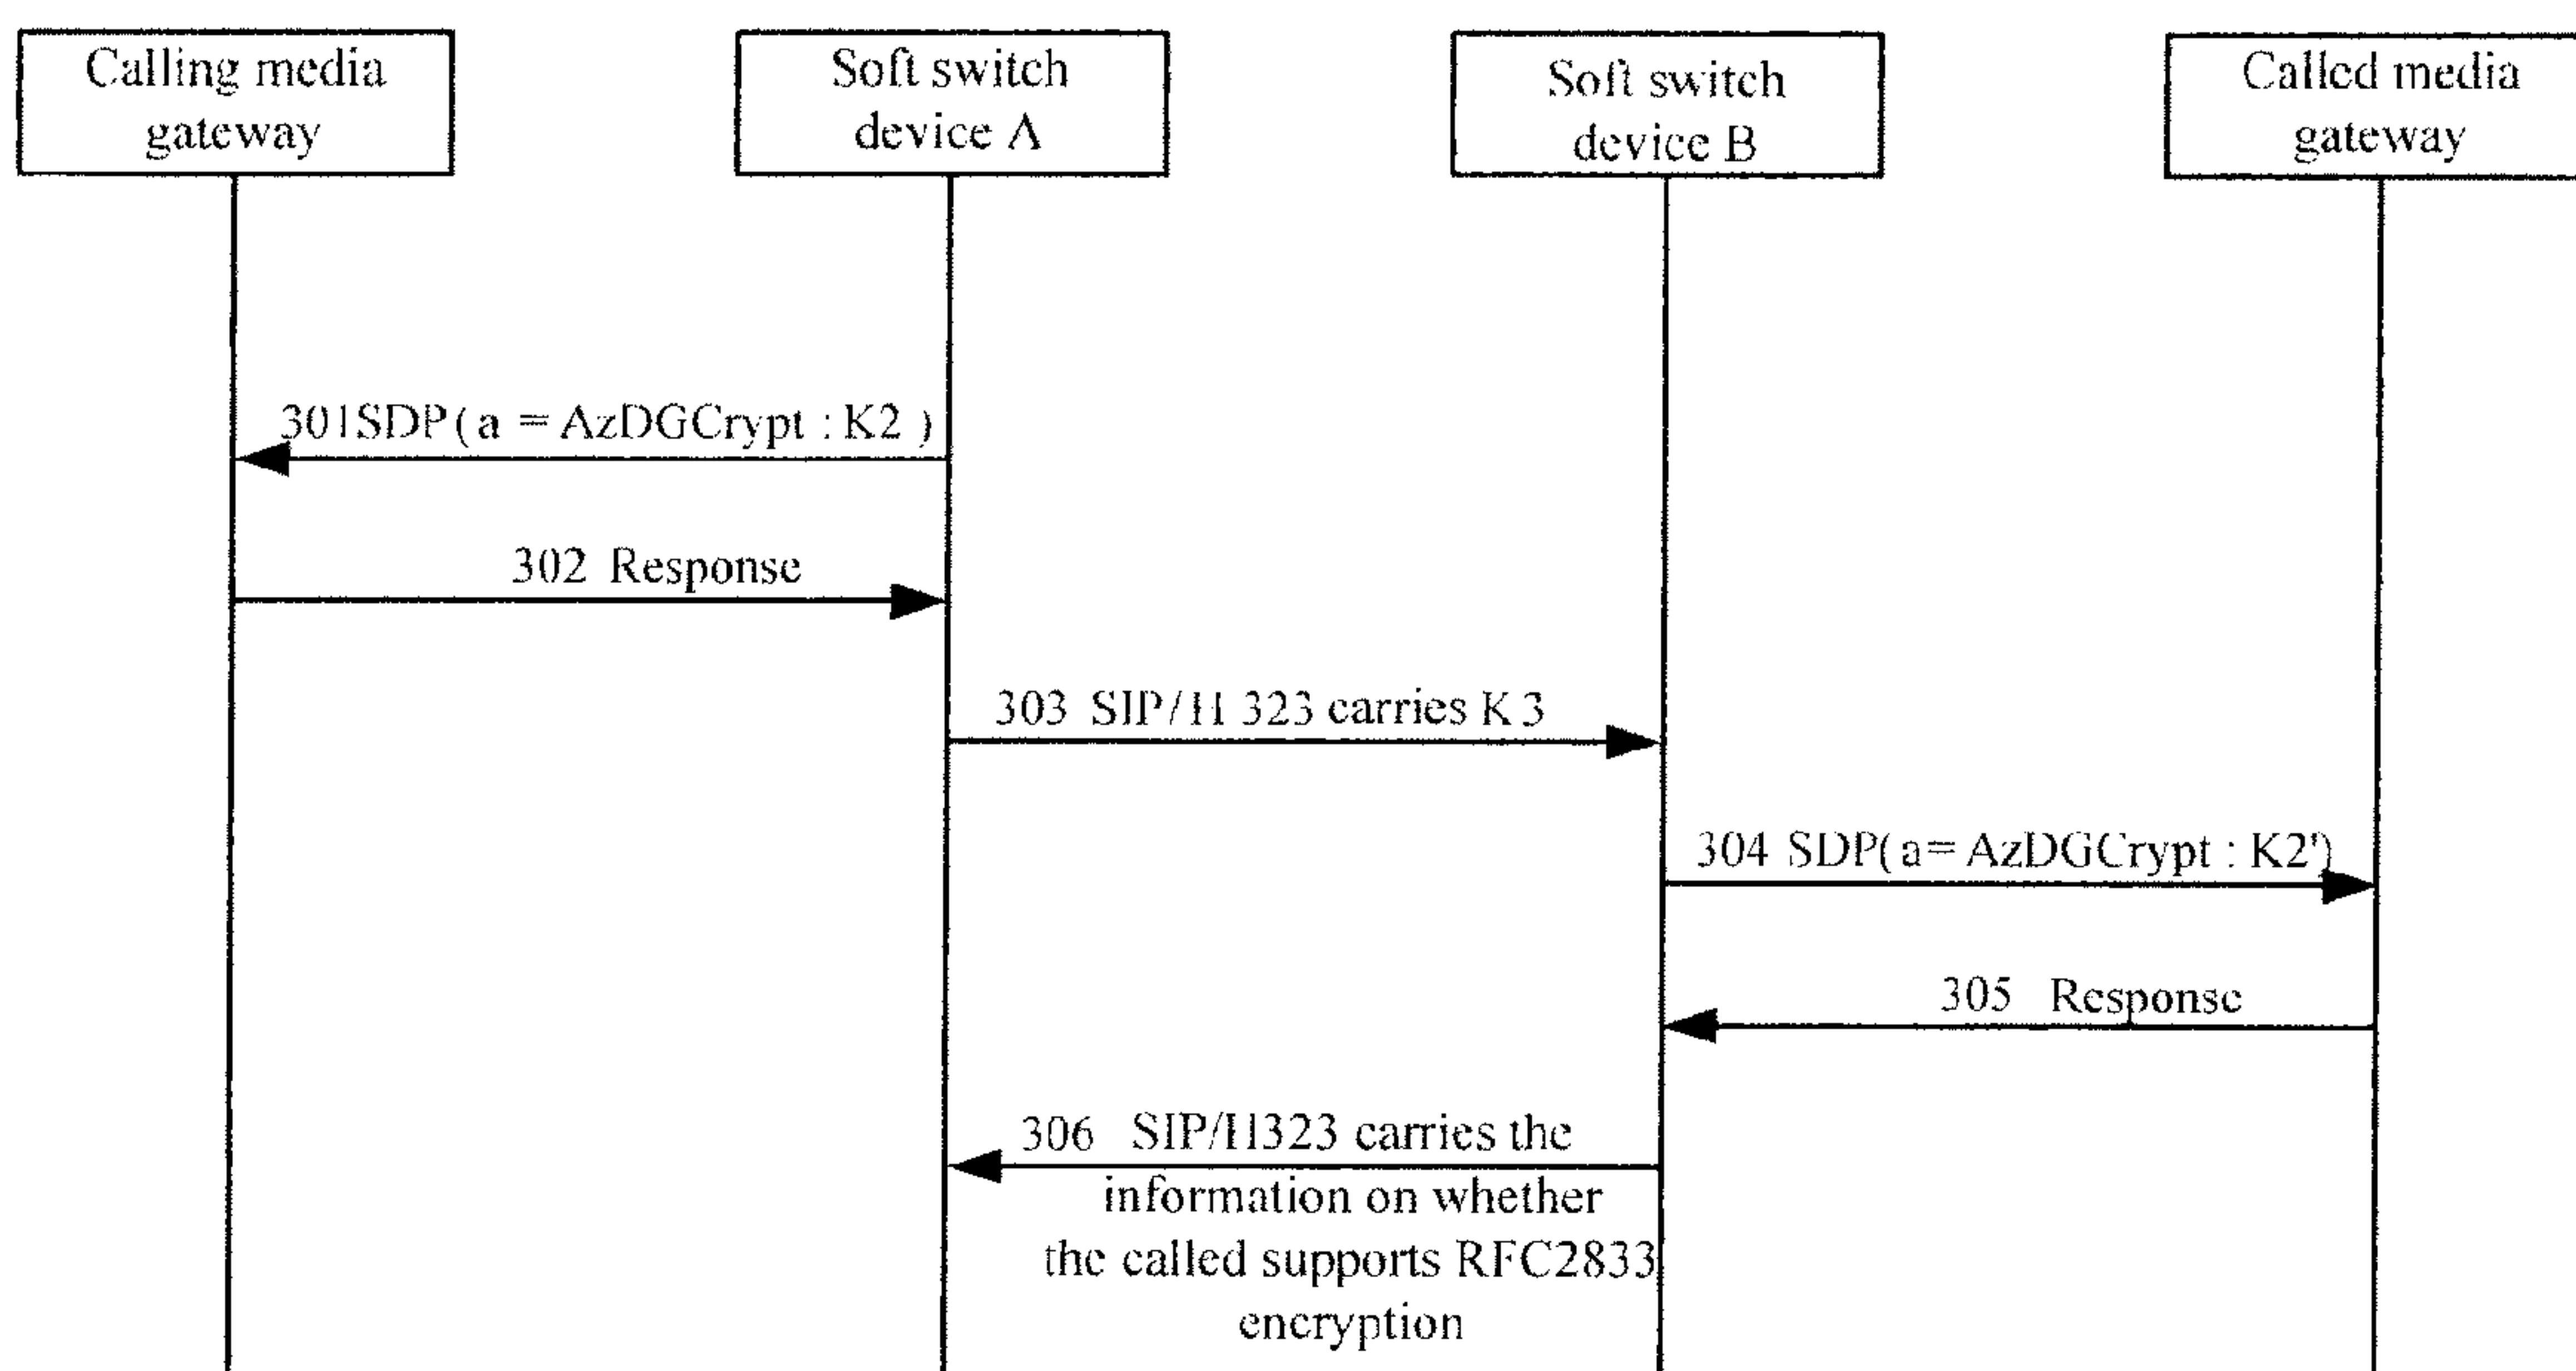 Calling media
gateway
Soft switch
device A
Soft switch
device B
Called media
gateway
301SDP(a = AzDGCrypt : K2 )
302 Response
303 SIP/H 323 carries K 3
304 SDP(a= AzDGCrypt : K2')
305 Response
306 SIP/H323 carries the
information on whether
the called supports RFC2833
encryption